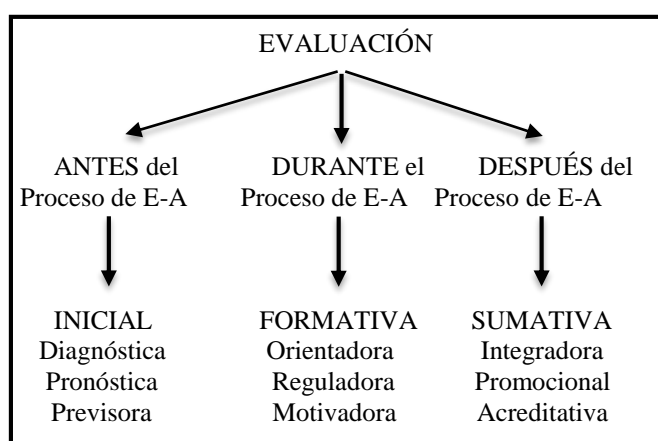 EVALUACIÓN
ANTES del
Proceso de E-A
DURANTE el
Proceso de E-A
DESPUÉS del
Proceso de E-A
INICIAL
Diagnóstica
Pronóstica
Previsora
FORMATIVA
Orientadora
Reguladora
Motivadora
SUMATIVA
Integradora
Promocional
Acreditativa